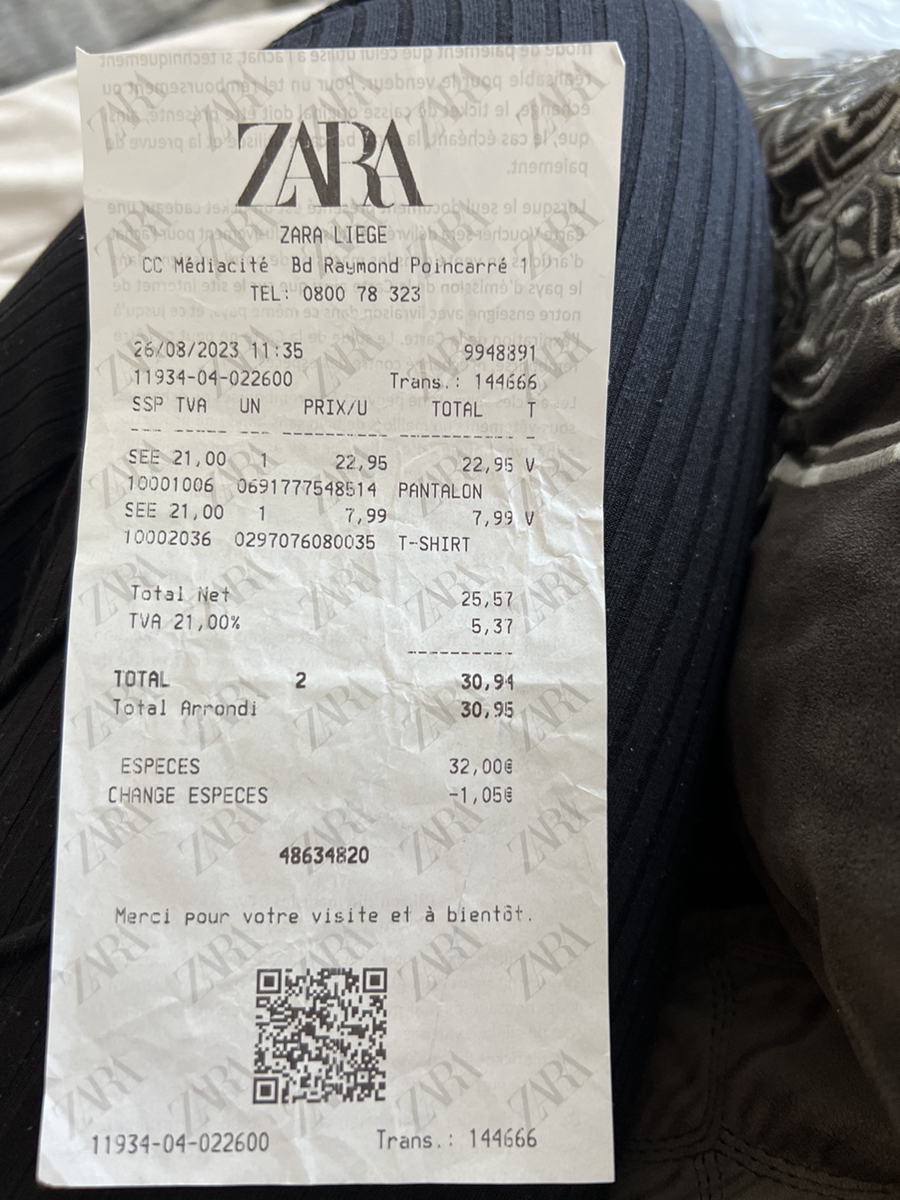 ZARA
ZARA LIEGE
CC Médiacité Bd Raymond Poincaré 1
TEL: 0800 78 323
26/08/2023 11:35 9948891
11934-04-022600 Trans.: 144666
SSP TVA UN PRIX/U TOTAL T
SEE 21,00 1 22,95 22,95 V
10001006 0691777548514 PANTALON
SEE 21,00 1 7,99 7,99 V
10002036 0297076080035 T-SHIRT
Total Net 25,57
TVA 21,00% 5,37
TOTAL 2 30,94
Total Arrondi 30,95
ESPECES 32,00€
CHANGE ESPECES -1,05€
48634820
Merci pour votre visite et à bientôt.
11934-04-022600 Trans.: 144666